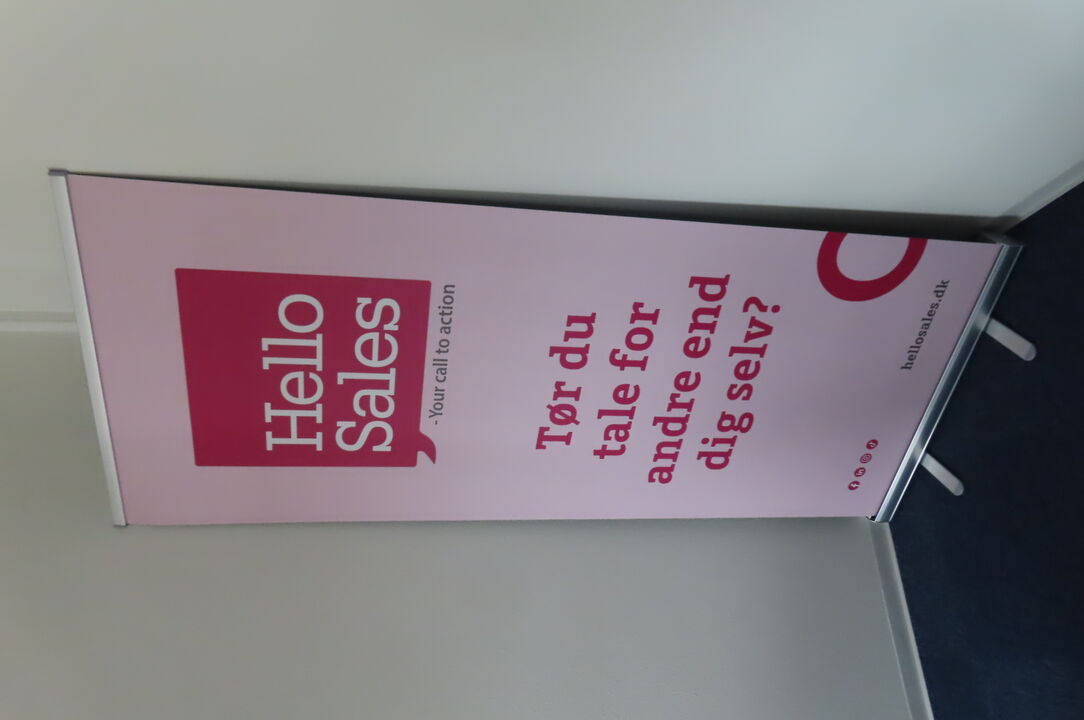 Hello
Sales
-Your call to action
Tør du
tale for
andre end
dig selv?
hellosales.dk